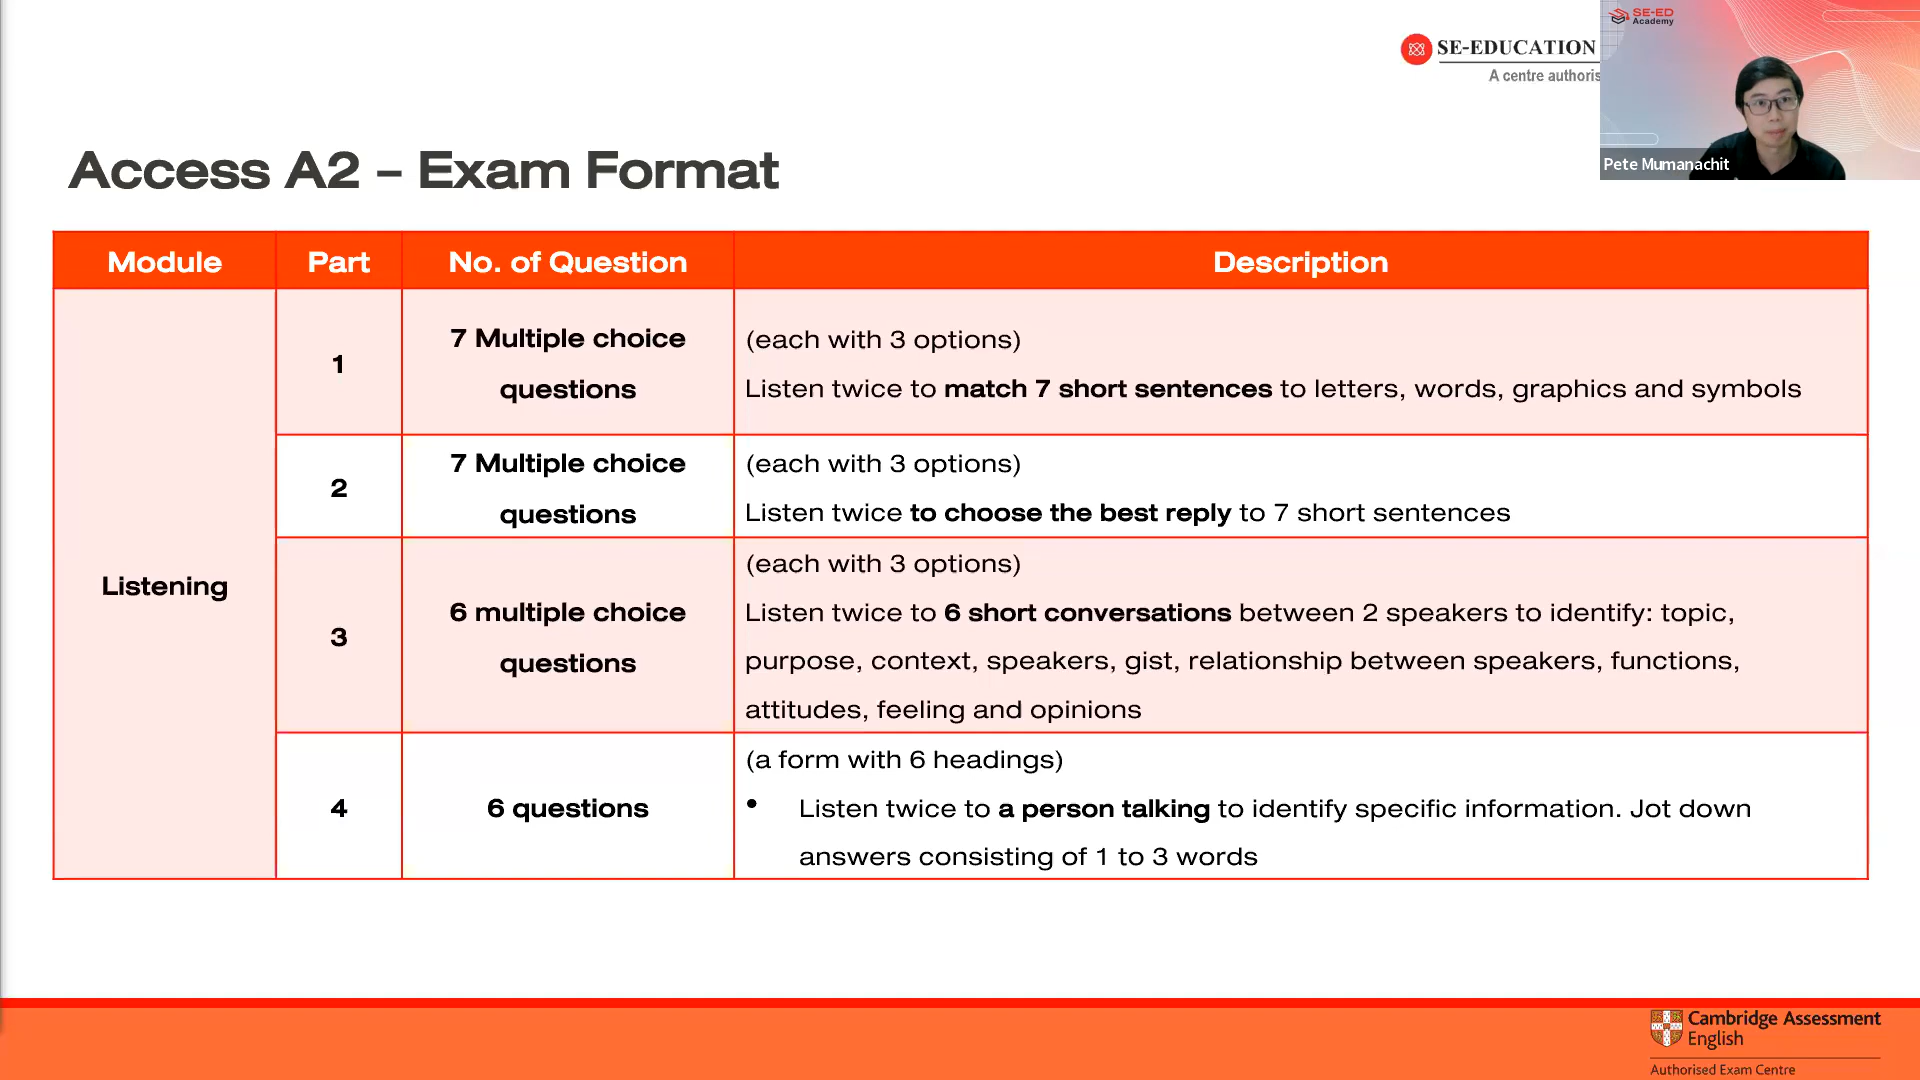 SE-ED
Academy
SE-EDUCATION
A centre authoris
Pete Mumanachit
Access A2 – Exam Format
Module
Part
No. of Question
Description
Listening
1
7 Multiple choice
questions
(each with 3 options)
Listen twice to match 7 short sentences to letters, words, graphics and symbols
2
7 Multiple choice
questions
(each with 3 options)
Listen twice to choose the best reply to 7 short sentences
3
6 multiple choice
questions
(each with 3 options)
Listen twice to 6 short conversations between 2 speakers to identify: topic,
purpose, context, speakers, gist, relationship between speakers, functions,
attitudes, feeling and opinions
4
6 questions
(a form with 6 headings)
• Listen twice to a person talking to identify specific information. Jot down
answers consisting of 1 to 3 words
Cambridge Assessment
English
Authorised Exam Centre